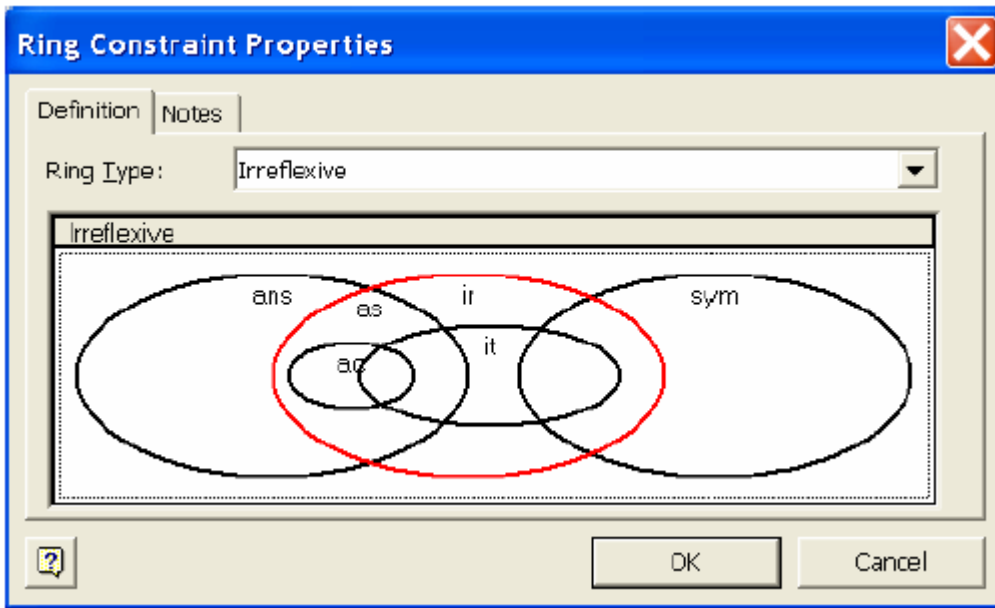 Ring Constraint Properties
Definition Notes
Ring Type: Irreflexive
Irreflexive
ans as ir sym
ac it
? OK Cancel